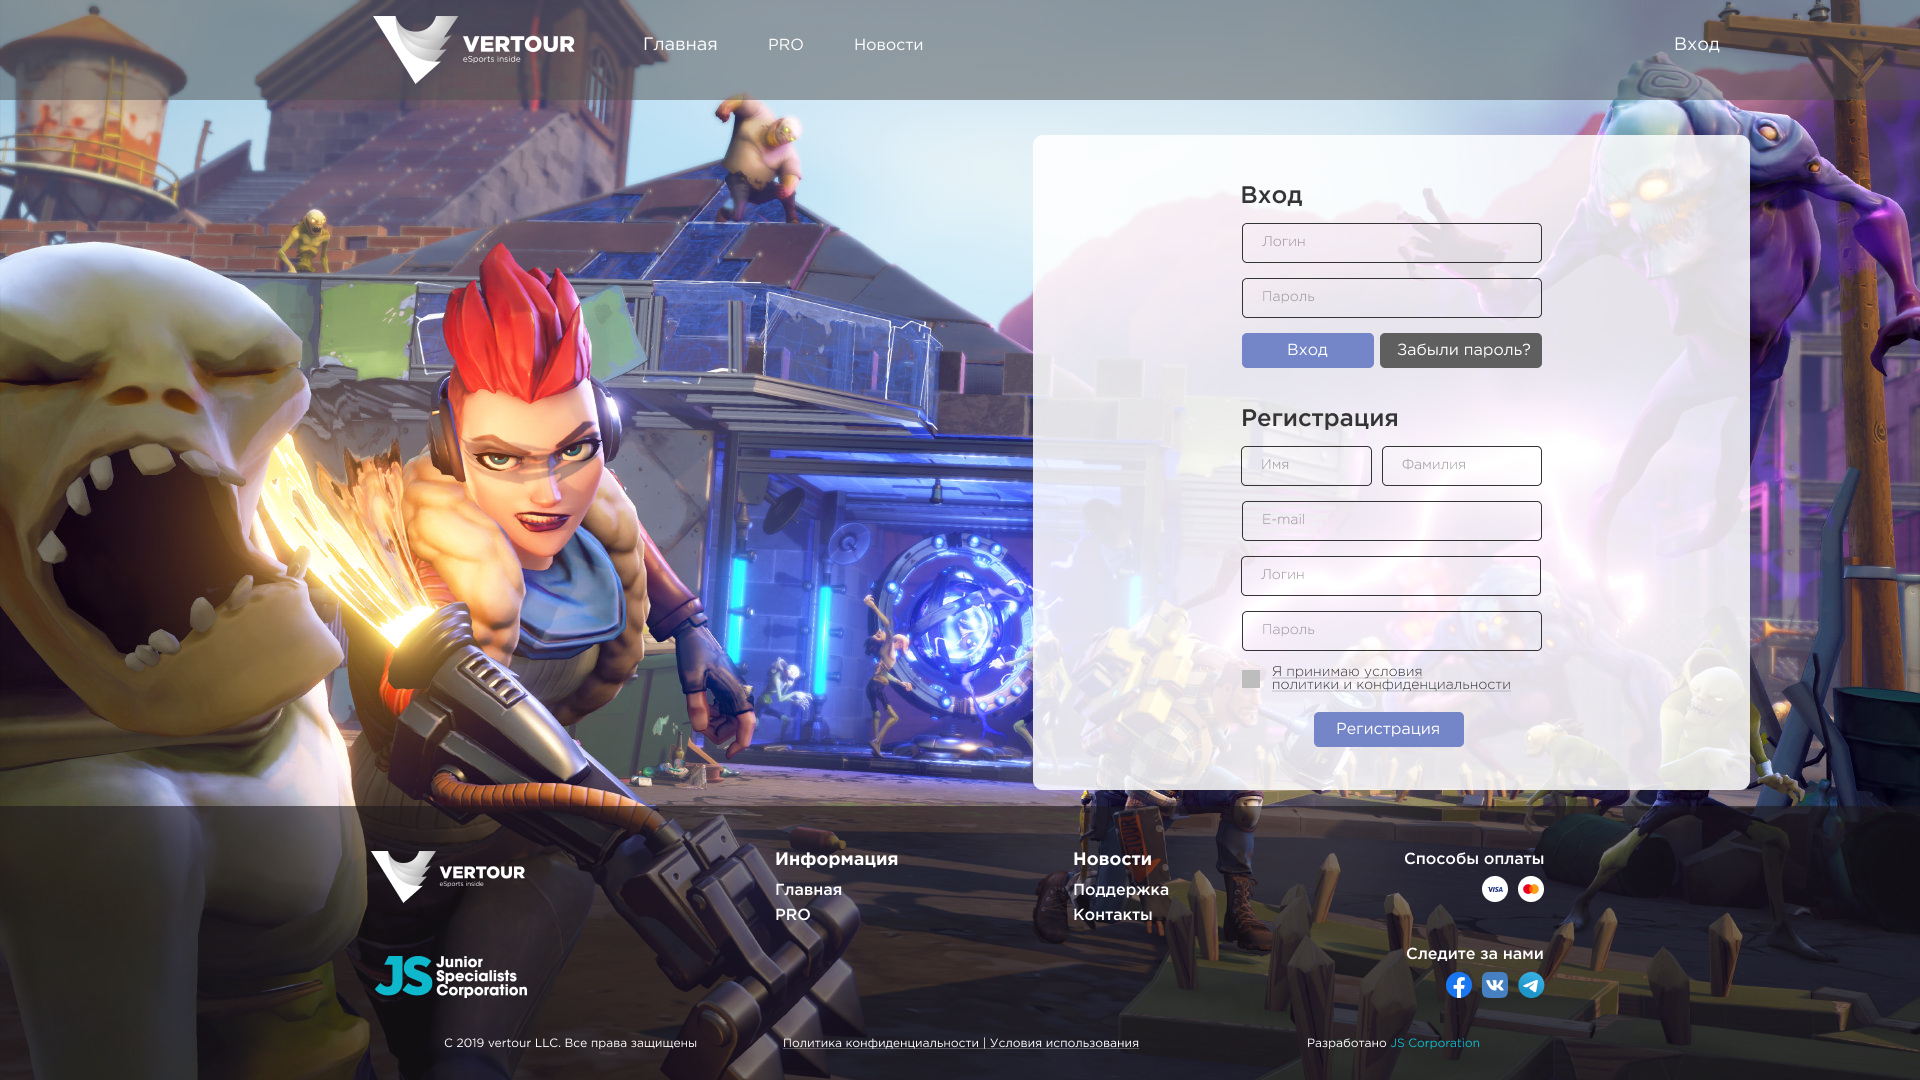 VERTOUR
eSports inside
Главная
PRO
Новости
Вход
Вход
Логин
Пароль
Вход
Забыли пароль?
Регистрация
Имя
Фамилия
E-mail
Логин
Пароль
Я принимаю условия
политики и конфиденциальности
Регистрация
VERTOUR
eSports inside
Информация
Главная
PRO
Новости
Поддержка
Контакты
Способы оплаты
VISA
JS Junior
Specialists
Corporation
Следите за нами
С 2019 vertour LLC. Все права защищены
Политика конфиденциальности | Условия использования
Разработано JS Corporation